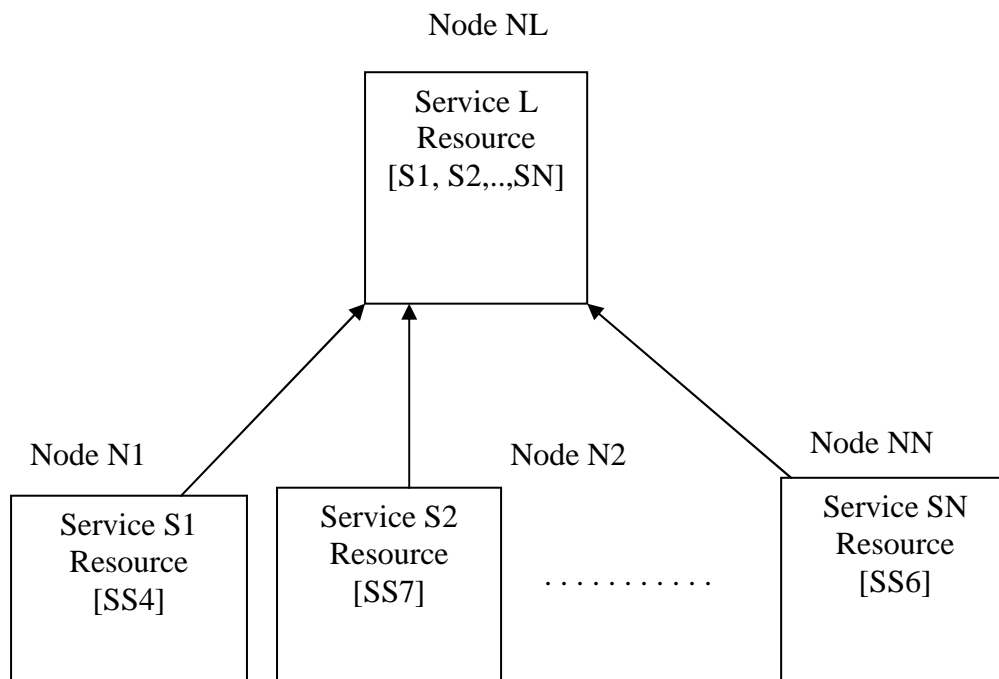 Node NL
Service L
Resource
[S1, S2,..,SN]
Node N1
Node N2
Node NN
Service S1
Resource
[SS4]
Service S2
Resource
[SS7]
. . . . . . . . . . .
Service SN
Resource
[SS6]